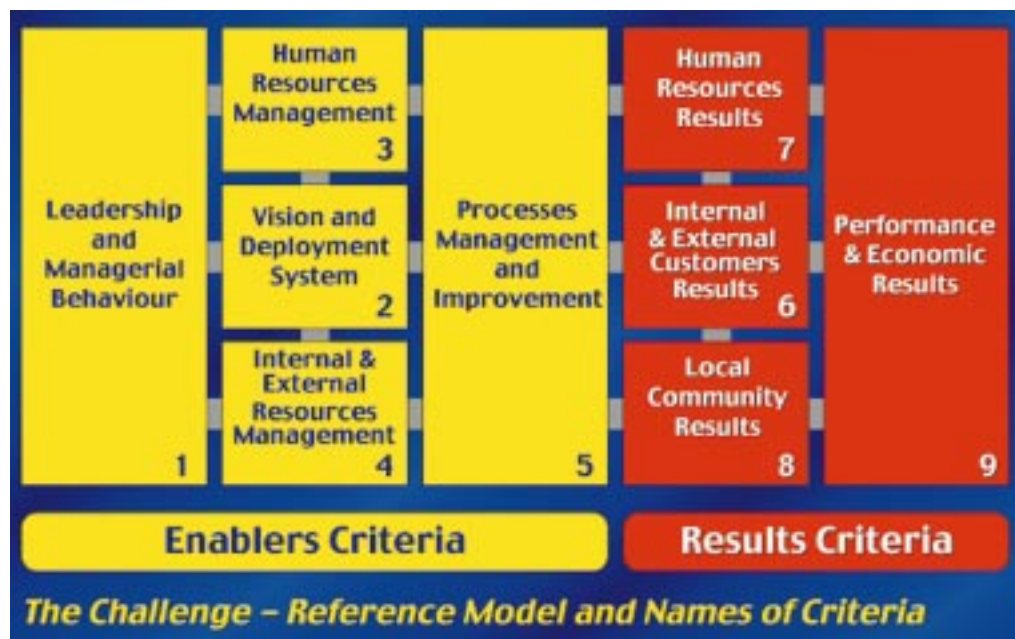 Leadership
and
Managerial
Behaviour
1
Human
Resources
Management
3
Vision and
Deployment
System
2
Internal &
External
Resources
Management
4
Processes
Management
and
Improvement
5
Human
Resources
Results
7
Internal
& External
Customers
Results
6
Local
Community
Results
8
Performance
& Economic
Results
9
Enablers Criteria
Results Criteria
The Challenge – Reference Model and Names of Criteria